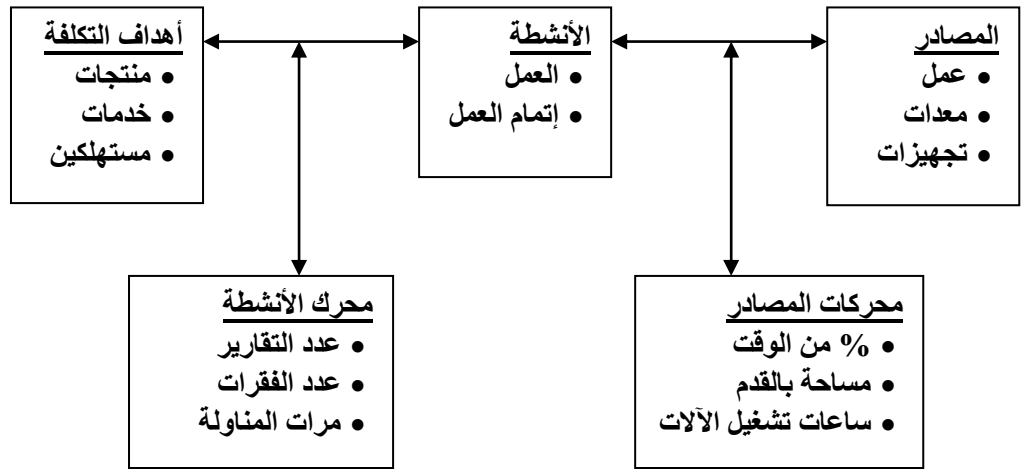 المصادر
• عمل
• معدات
• تجهيزات
الأنشطة
• العمل
• إتمام العمل
أهداف التكلفة
• منتجات
• خدمات
• مستهلكين
محركات المصادر
• % من الوقت
• مساحة بالقدم
• ساعات تشغيل الآلات
محرك الأنشطة
• عدد التقارير
• عدد الفقرات
• مرات المناولة